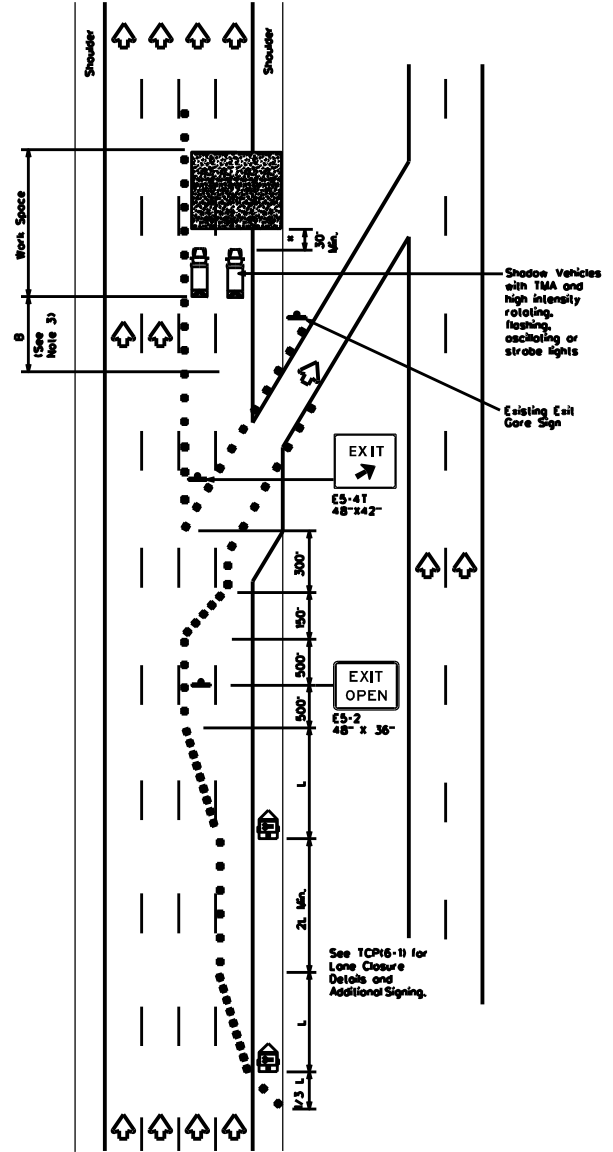 Shoulder
Shoulder
Work Space
x
30'
Min.
B
(See
Note 3)
Shadow Vehicles
with TMA and
high intensity
rotating,
flashing,
oscillating or
strobe lights
Existing Exit
Gore Sign
EXIT
E5-4T
48"X42"
300'
150'
500'
500'
EXIT
OPEN
E5-2
48" X 36"
L
2L Min.
See TCP(6-1) for
Lane Closure
Details and
Additional Signing.
L
1/3 L